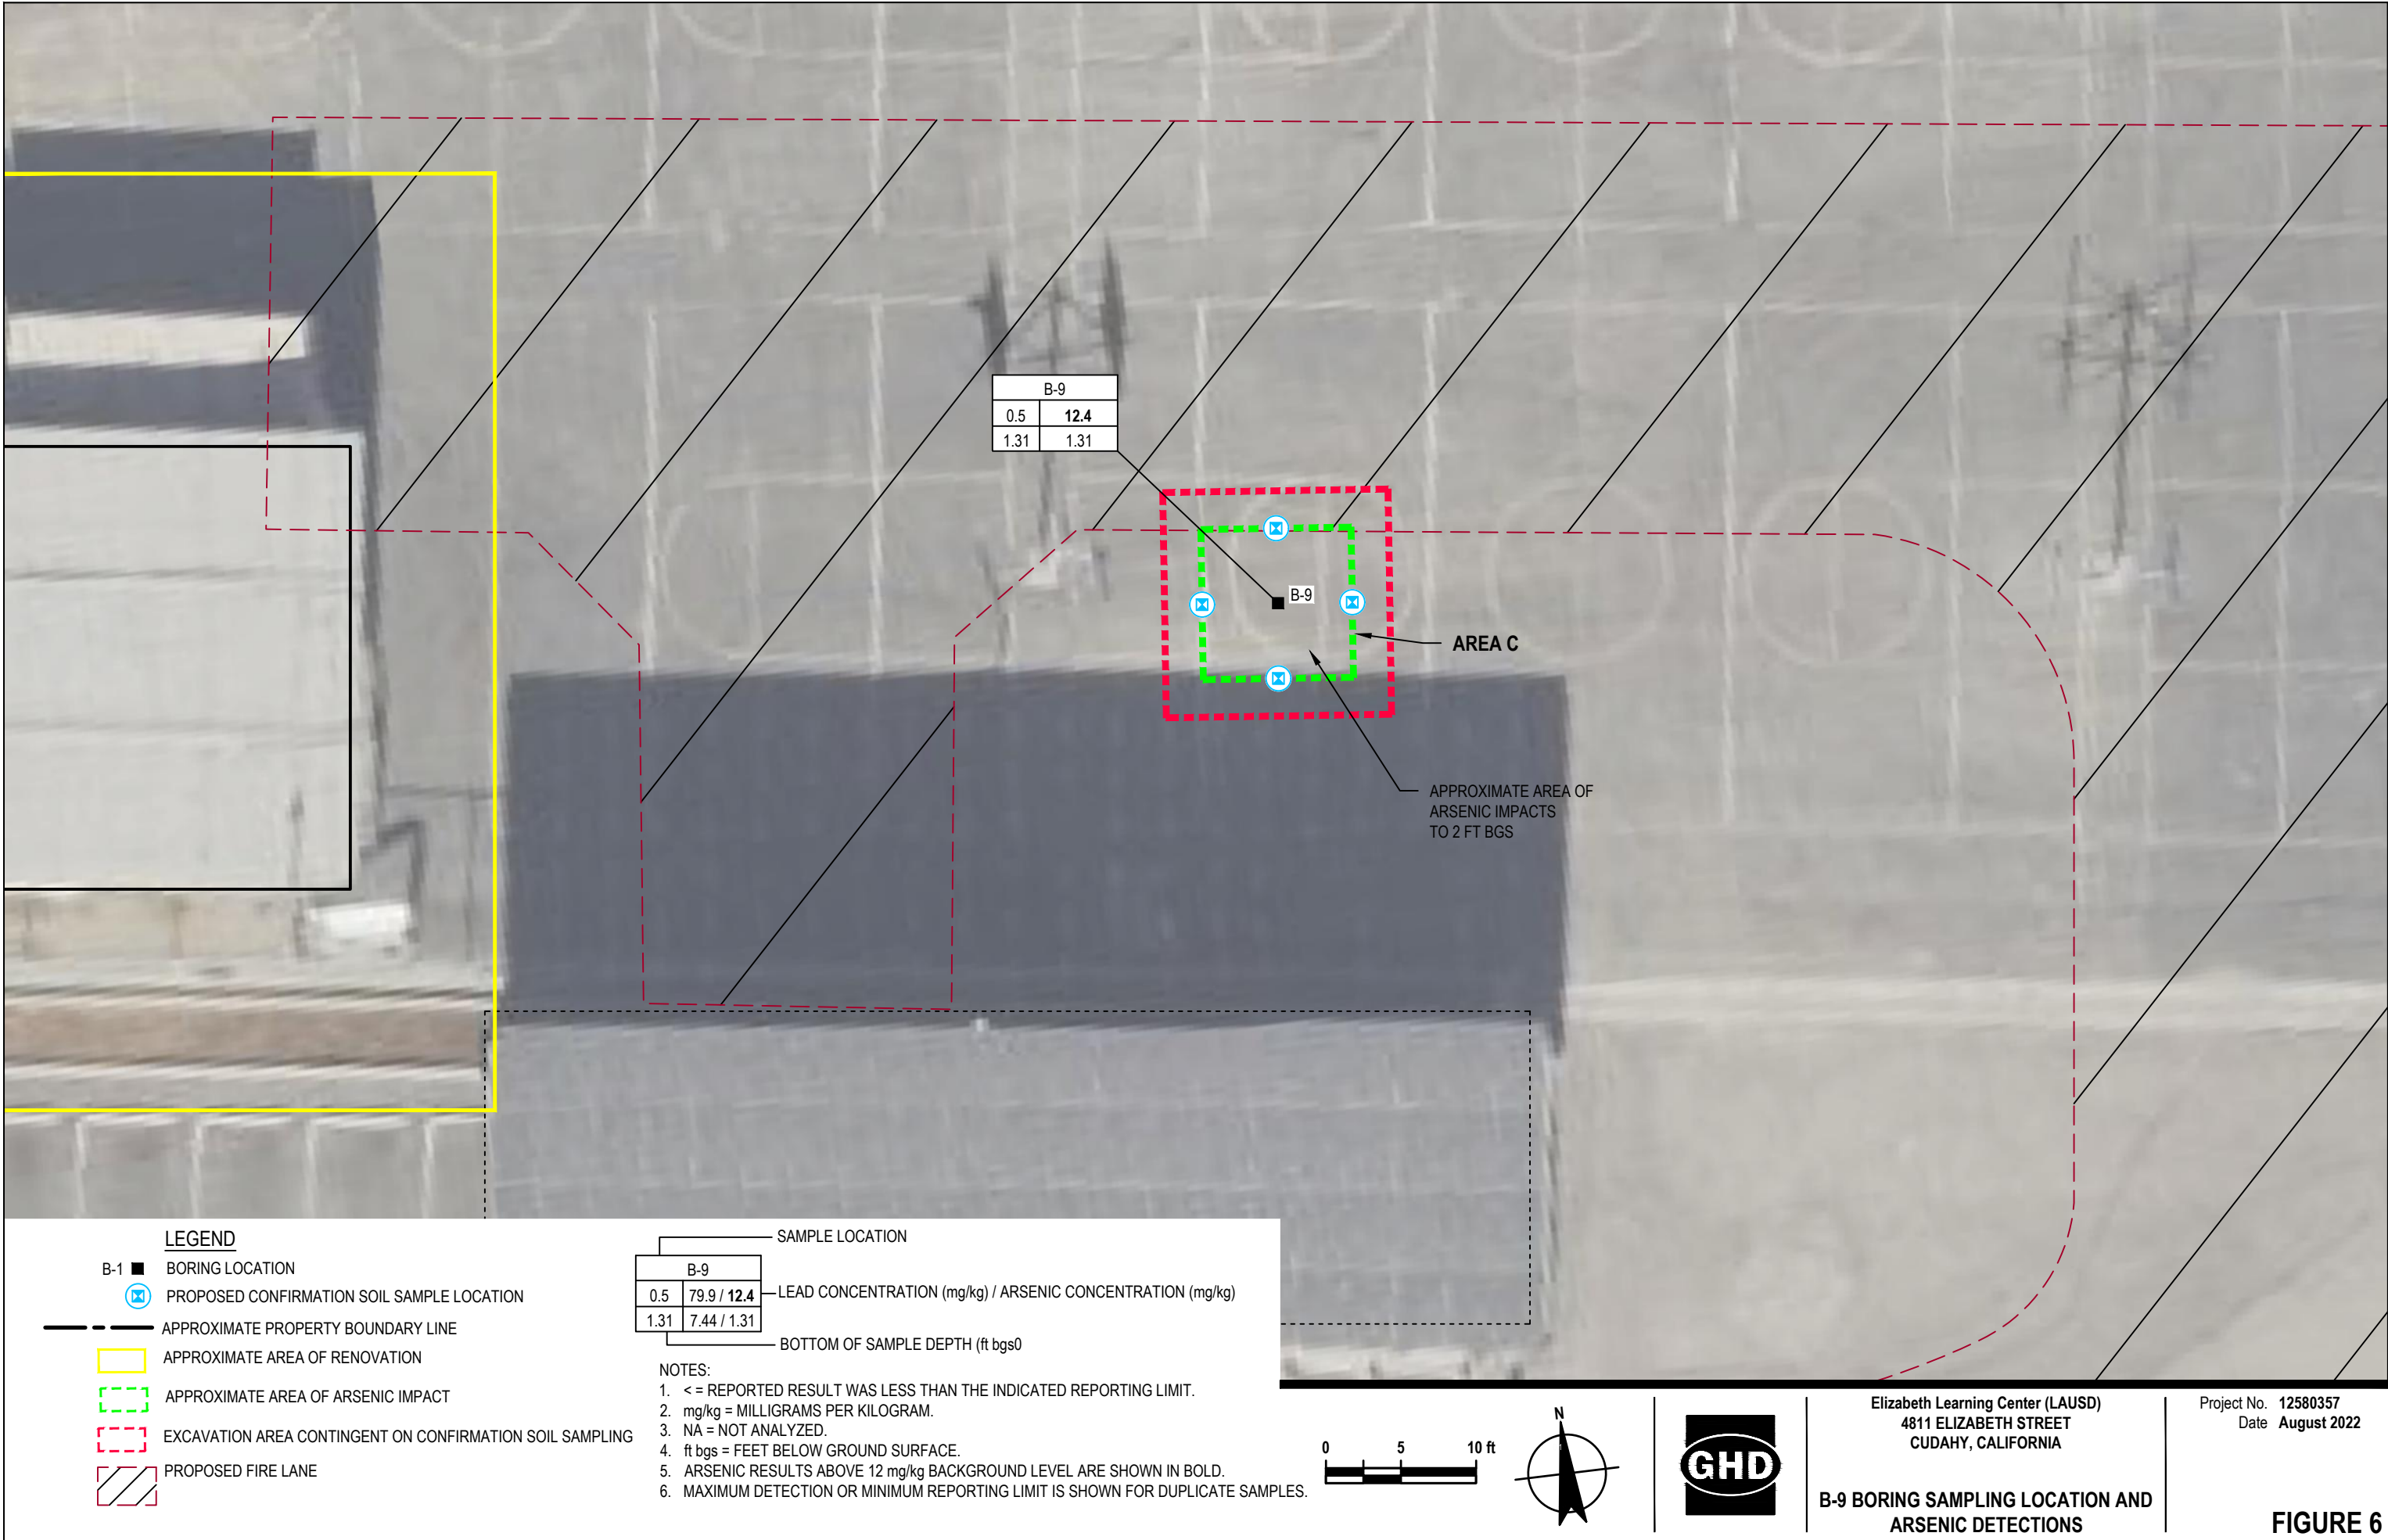 B-9
0.5 12.4
1.31 1.31
B-9
AREA C
APPROXIMATE AREA OF
ARSENIC IMPACTS
TO 2 FT BGS
LEGEND
B-1 BORING LOCATION
PROPOSED CONFIRMATION SOIL SAMPLE LOCATION
APPROXIMATE PROPERTY BOUNDARY LINE
APPROXIMATE AREA OF RENOVATION
APPROXIMATE AREA OF ARSENIC IMPACT
EXCAVATION AREA CONTINGENT ON CONFIRMATION SOIL SAMPLING
PROPOSED FIRE LANE
SAMPLE LOCATION
B-9
0.5 79.9 / 12.4
LEAD CONCENTRATION (mg/kg) / ARSENIC CONCENTRATION (mg/kg)
1.31 7.44 / 1.31
BOTTOM OF SAMPLE DEPTH (ft bgs0
NOTES:
1. < = REPORTED RESULT WAS LESS THAN THE INDICATED REPORTING LIMIT.
2. mg/kg = MILLIGRAMS PER KILOGRAM.
3. NA = NOT ANALYZED.
4. ft bgs = FEET BELOW GROUND SURFACE.
5. ARSENIC RESULTS ABOVE 12 mg/kg BACKGROUND LEVEL ARE SHOWN IN BOLD.
6. MAXIMUM DETECTION OR MINIMUM REPORTING LIMIT IS SHOWN FOR DUPLICATE SAMPLES.
0 5 10 ft
N
GHD
Elizabeth Learning Center (LAUSD)
4811 ELIZABETH STREET
CUDAHY, CALIFORNIA
B-9 BORING SAMPLING LOCATION AND
ARSENIC DETECTIONS
Project No. 12580357
Date August 2022
FIGURE 6